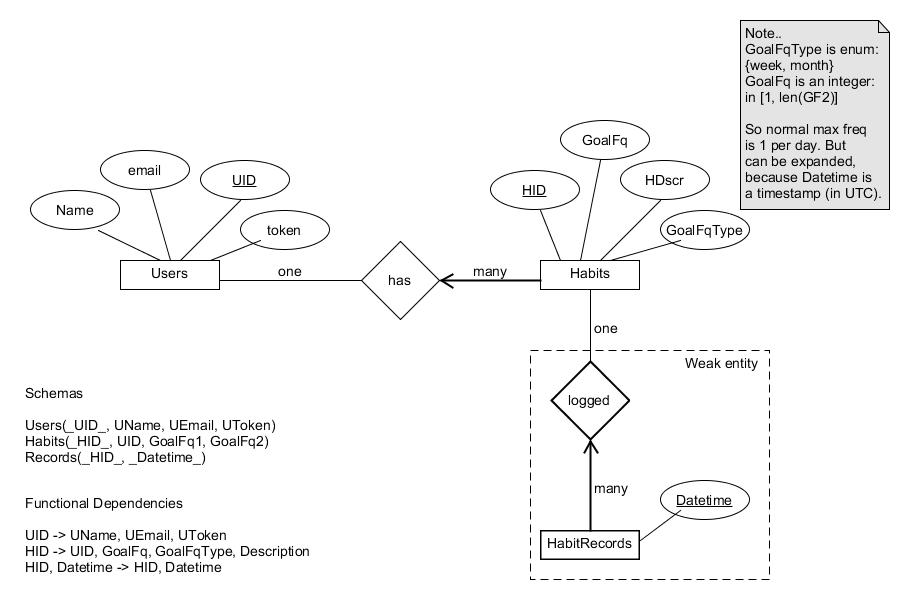 Note..
GoalFqType is enum:
{week, month}
GoalFq is an integer:
in [1, len(GF2)]
So normal max freq
is 1 per day. But
can be expanded,
because Datetime is
a timestamp (in UTC).
GoalFq
email
UID
HID
HDscr
Name
token
GoalFqType
Users
one
has
many
Habits
one
Weak entity
logged
many
Datetime
HabitRecords
Schemas
Users(_UID_, UName, UEmail, UToken)
Habits(_HID_, UID, GoalFq1, GoalFq2)
Records(_HID_, _Datetime_)
Functional Dependencies
UID -> UName, UEmail, UToken
HID -> UID, GoalFq, GoalFqType, Description
HID, Datetime -> HID, Datetime